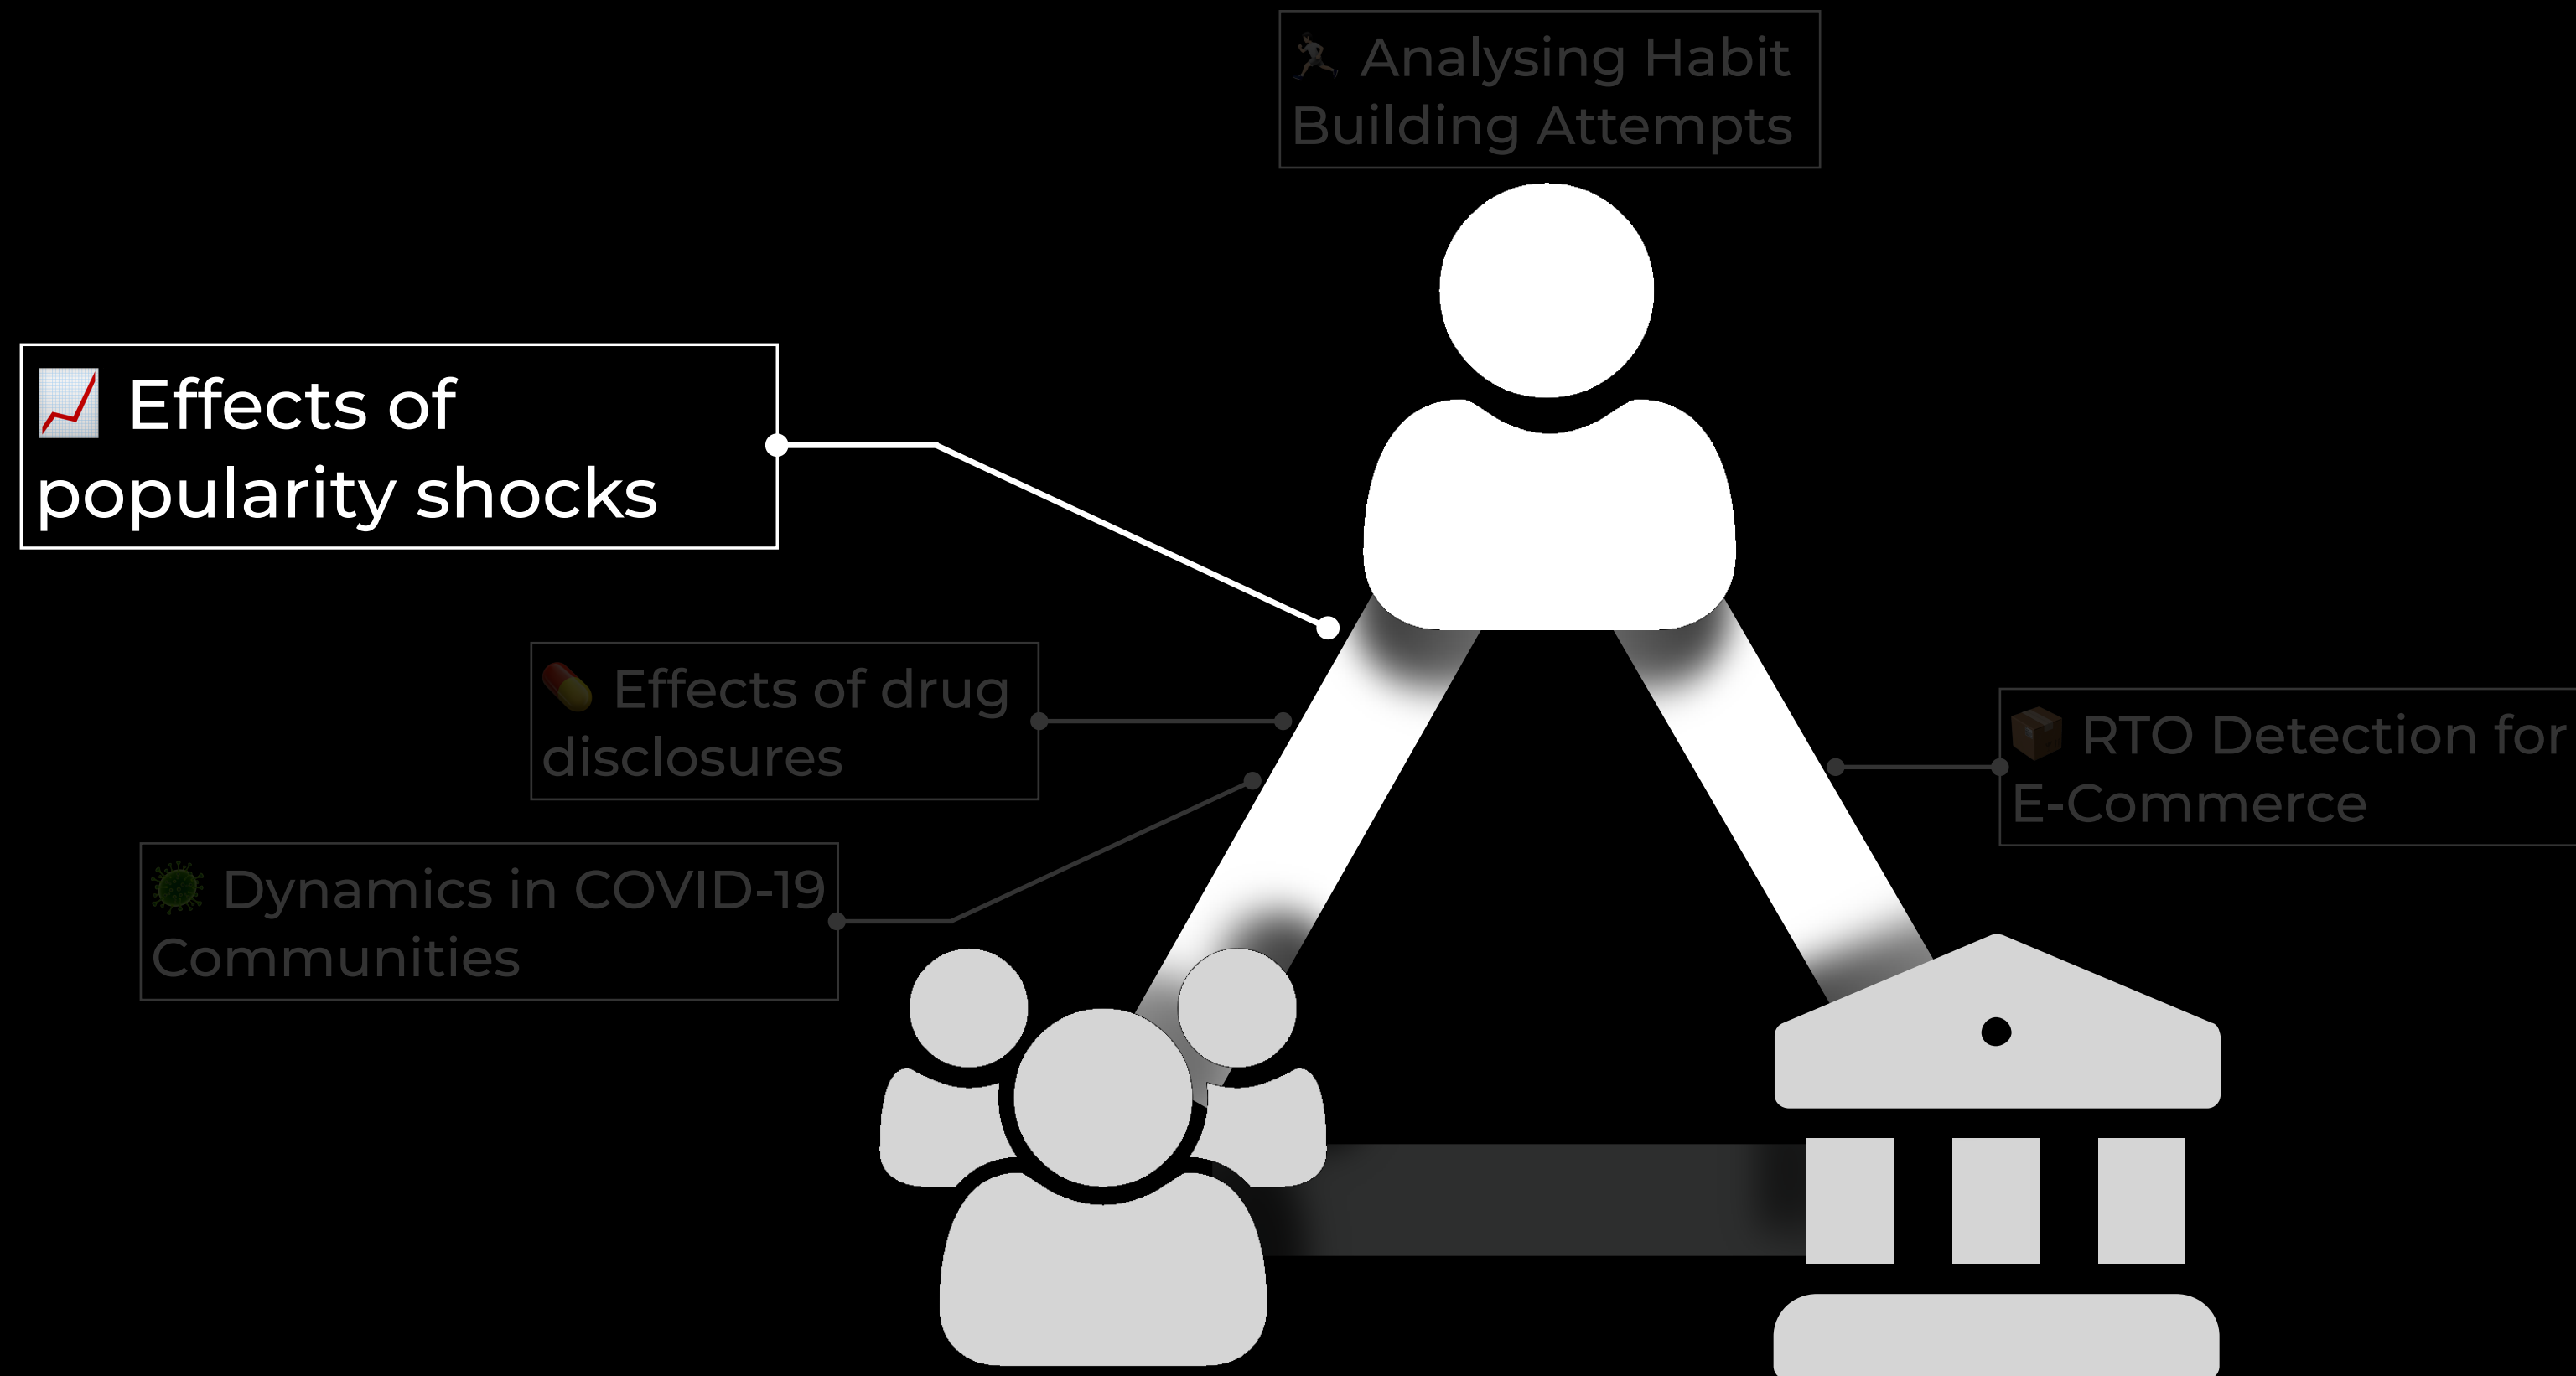 🏃🏿 Analysing Habit
Building Attempts
📈 Effects of
popularity shocks
💊 Effects of drug
disclosures
📦 RTO Detection for
E-Commerce
🦠 Dynamics in COVID-19
Communities